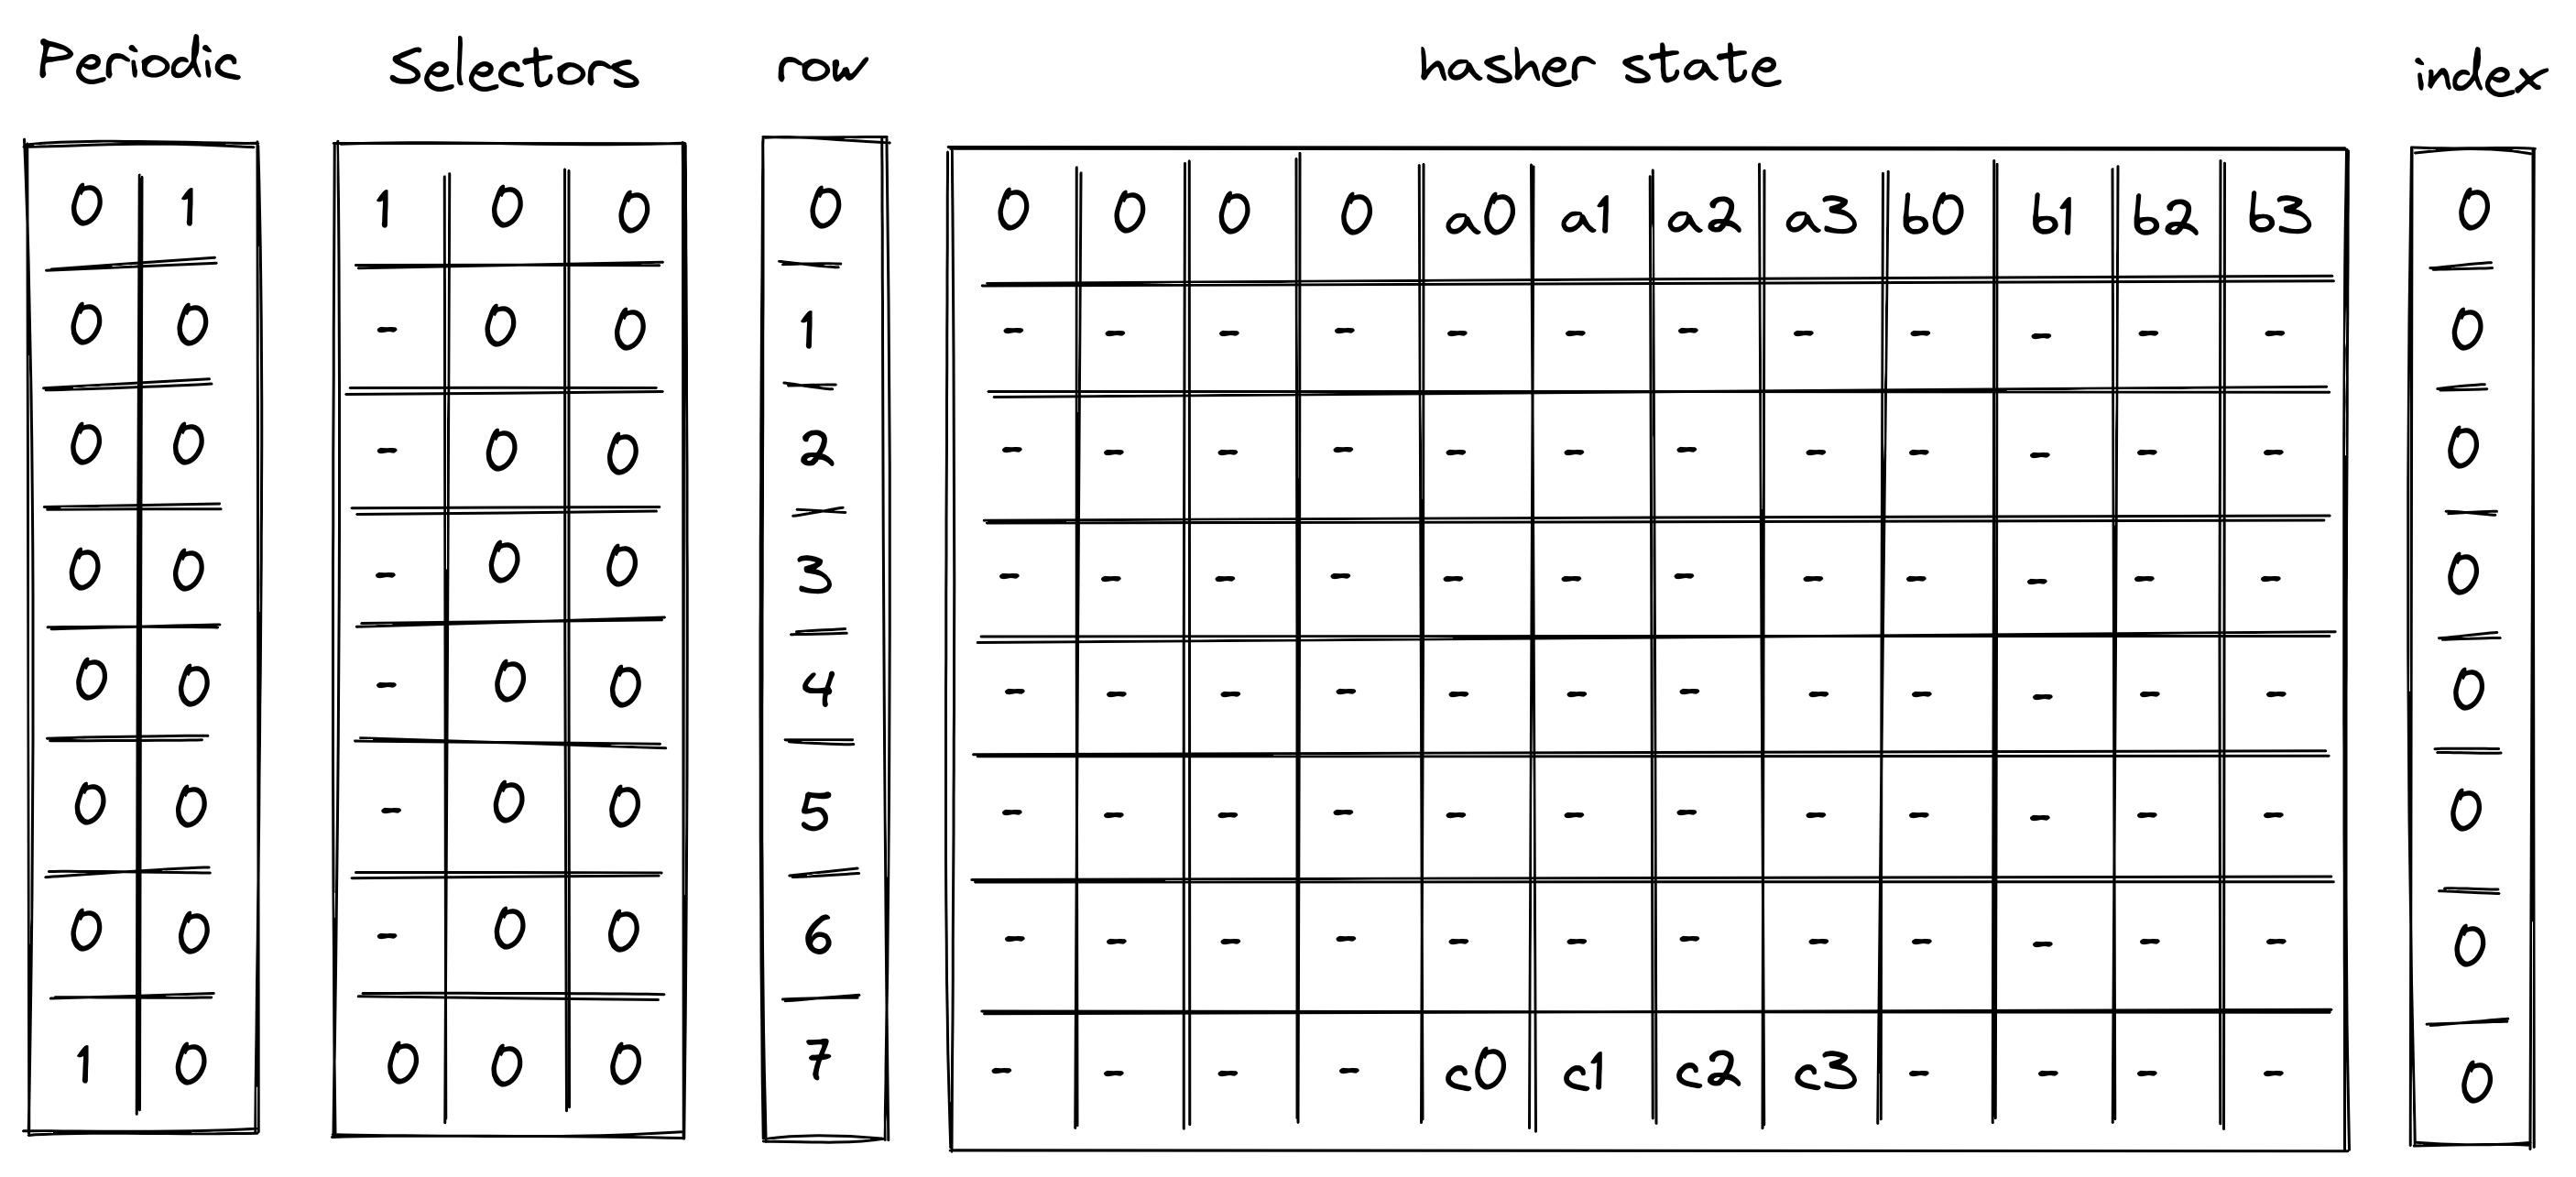 Periodic Selectors row hasher state index
0 1 1 0 0 0 0 0 0 0 a0 a1 a2 a3 b0 b1 b2 b3 0
0 0 - 0 0 1 - - - - - - - - - - - - 0
0 0 - 0 0 2 - - - - - - - - - - - - 0
0 0 - 0 0 3 - - - - - - - - - - - - 0
0 0 - 0 0 4 - - - - - - - - - - - - 0
0 0 - 0 0 5 - - - - - - - - - - - - 0
0 0 - 0 0 6 - - - - - - - - - - - - 0
1 0 0 0 0 7 - - - - c0 c1 c2 c3 - - - - 0